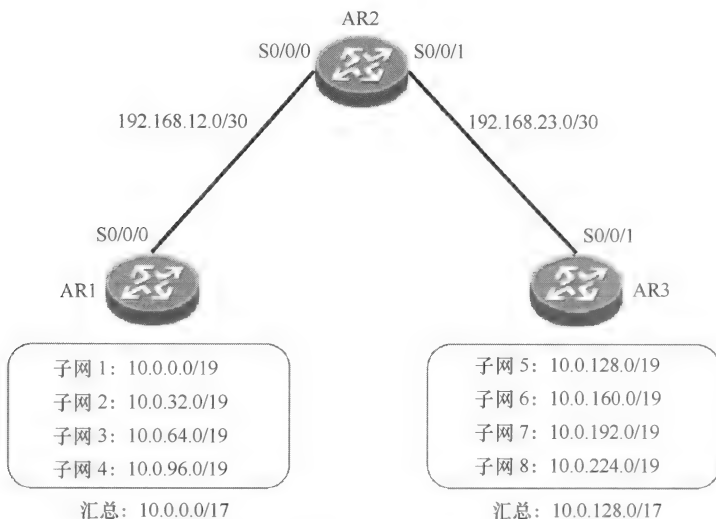 AR2
S0/0/0
S0/0/1
192.168.12.0/30
192.168.23.0/30
S0/0/0
S0/0/1
AR1
AR3
子网 1：10.0.0.0/19
子网 2：10.0.32.0/19
子网 3：10.0.64.0/19
子网 4：10.0.96.0/19
汇总：10.0.0.0/17
子网 5：10.0.128.0/19
子网 6：10.0.160.0/19
子网 7：10.0.192.0/19
子网 8：10.0.224.0/19
汇总：10.0.128.0/17